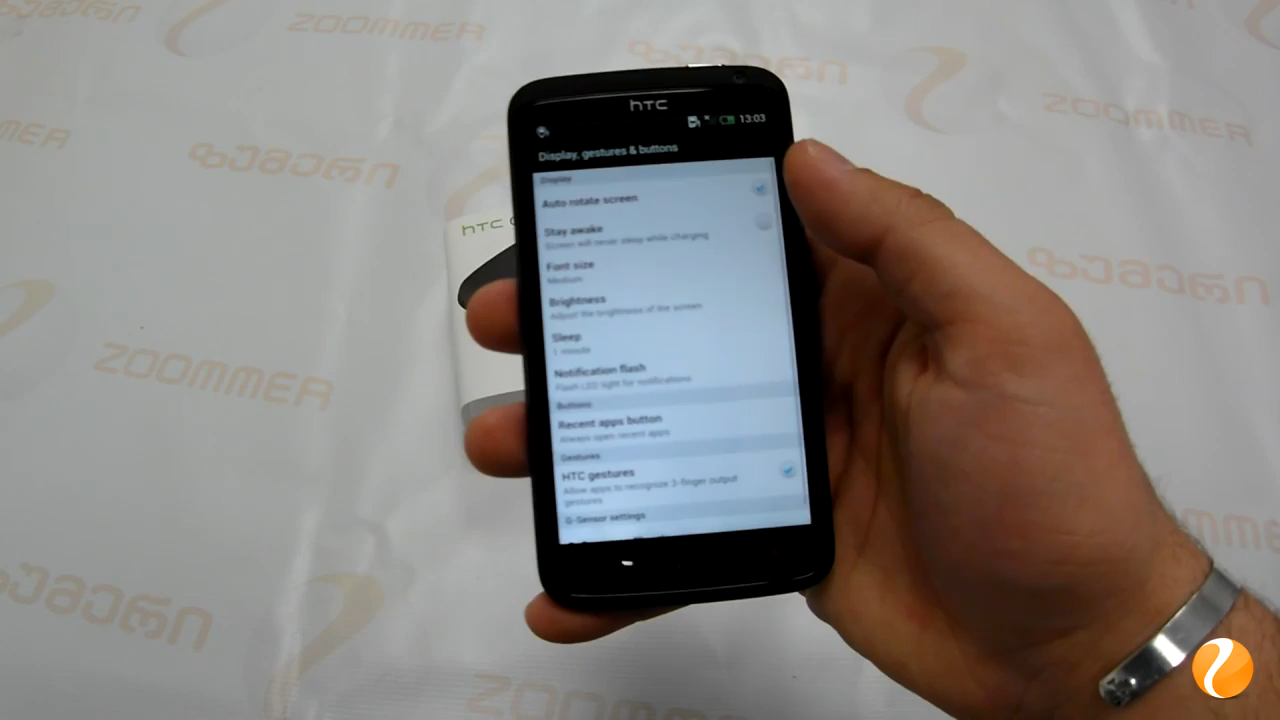 ZOOMMER
ზუმერი
ZOOMMER
ზუმერი
ზუმერი
ZOOMMER
ზუმერი
ZOOMMER
hTC
hTC
13:03
Display, gestures & buttons
Display
Auto rotate screen
Stay awake
Screen will never sleep while charging
Font size
Medium
Brightness
Adjust the brightness of the screen
Sleep
1 minute
Notification flash
Flash LED light for notifications
Buttons
Recent apps button
Always open recent apps
Gestures
HTC gestures
Allow apps to recognize 3-finger output
gestures
G-Sensor settings